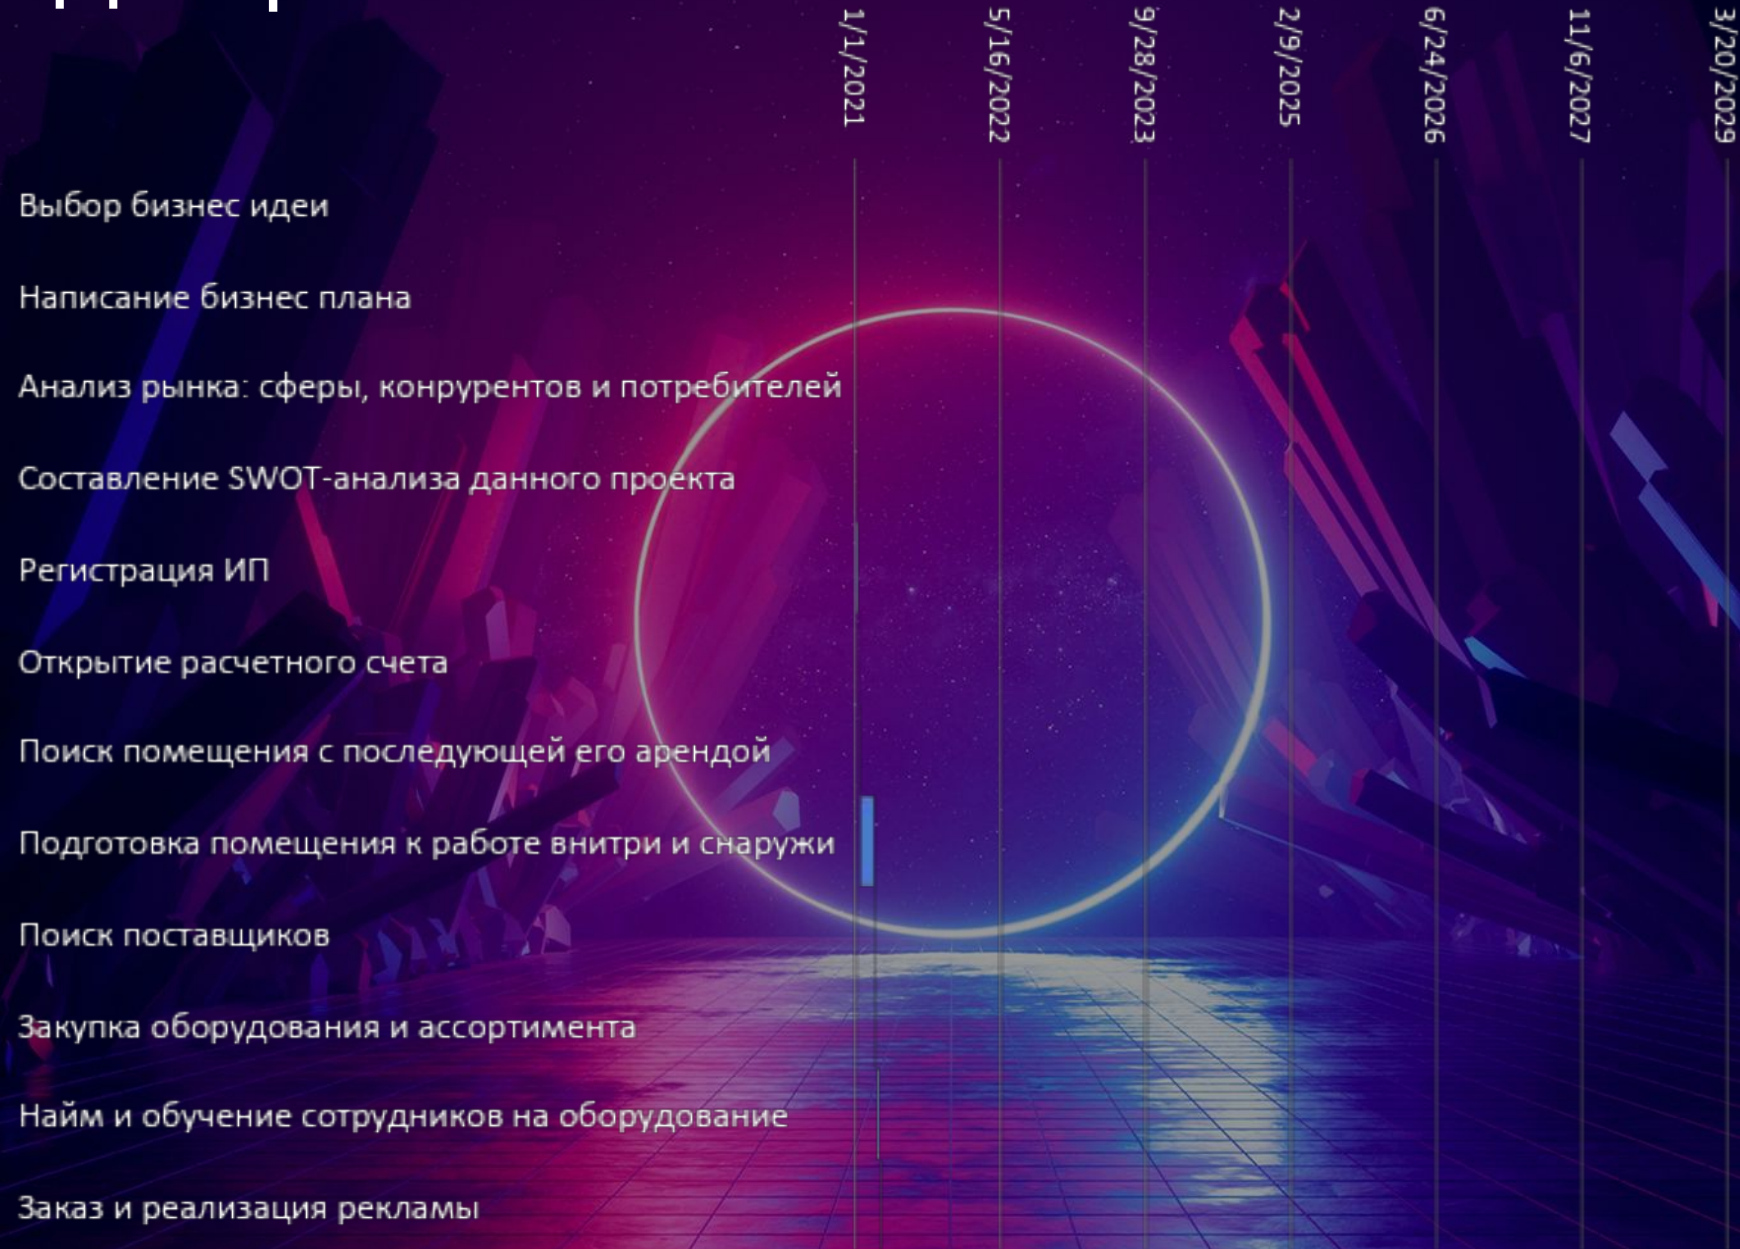 1/1/2021
5/16/2022
9/28/2023
2/9/2025
6/24/2026
11/6/2027
3/20/2029
Выбор бизнес идеи
Написание бизнес плана
Анализ рынка: сферы, конрурентов и потребителей
Составление SWOT-анализа данного проекта
Регистрация ИП
Открытие расчетного счета
Поиск помещения с последующей его арендой
Подготовка помещения к работе внитри и снаружи
Поиск поставщиков
Закупка оборудования и ассортимента
Найм и обучение сотрудников на оборудование
Заказ и реализация рекламы